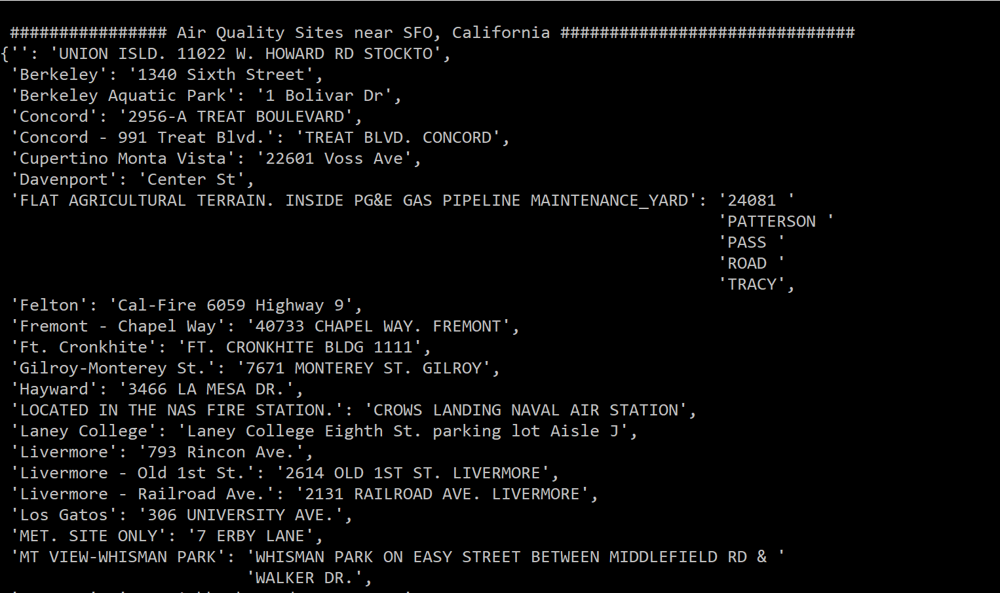 ################ Air Quality Sites near SFO, California ##############################
{'': 'UNION ISLD. 11022 W. HOWARD RD STOCKTO',
'Berkeley': '1340 Sixth Street',
'Berkeley Aquatic Park': '1 Bolivar Dr',
'Concord': '2956-A TREAT BOULEVARD',
'Concord - 991 Treat Blvd.': 'TREAT BLVD. CONCORD',
'Cupertino Monta Vista': '22601 Voss Ave',
'Davenport': 'Center St',
'FLAT AGRICULTURAL TERRAIN. INSIDE PG&E GAS PIPELINE MAINTENANCE_YARD': '24081 '
'PATTERSON '
'PASS '
'ROAD '
'TRACY',
'Felton': 'Cal-Fire 6059 Highway 9',
'Fremont - Chapel Way': '40733 CHAPEL WAY. FREMONT',
'Ft. Cronkhite': 'FT. CRONKHITE BLDG 1111',
'Gilroy-Monterey St.': '7671 MONTEREY ST. GILROY',
'Hayward': '3466 LA MESA DR.',
'LOCATED IN THE NAS FIRE STATION.': 'CROWS LANDING NAVAL AIR STATION',
'Laney College': 'Laney College Eighth St. parking lot Aisle J',
'Livermore': '793 Rincon Ave.',
'Livermore - Old 1st St.': '2614 OLD 1ST ST. LIVERMORE',
'Livermore - Railroad Ave.': '2131 RAILROAD AVE. LIVERMORE',
'Los Gatos': '306 UNIVERSITY AVE.',
'MET. SITE ONLY': '7 ERBY LANE',
'MT VIEW-WHISMAN PARK': 'WHISMAN PARK ON EASY STREET BETWEEN MIDDLEFIELD RD & '
'WALKER DR.',